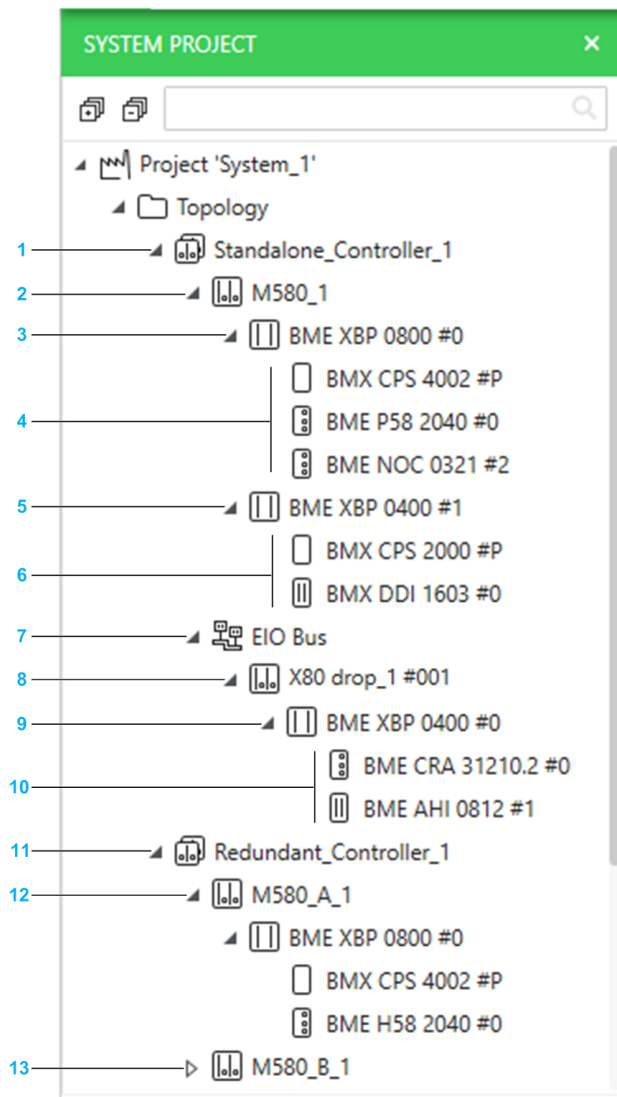 SYSTEM PROJECT
Project 'System_1'
Topology
1 Standalone_Controller_1
2 M580_1
3 BME XBP 0800 #0
BMX CPS 4002 #P
4 BME P58 2040 #0
BME NOC 0321 #2
5 BME XBP 0400 #1
BMX CPS 2000 #P
6
BMX DDI 1603 #0
7 EIO Bus
8 X80 drop_1 #001
9 BME XBP 0400 #0
BME CRA 31210.2 #0
10
BME AHI 0812 #1
11 Redundant_Controller_1
12 M580_A_1
BME XBP 0800 #0
BMX CPS 4002 #P
BME H58 2040 #0
13 M580_B_1